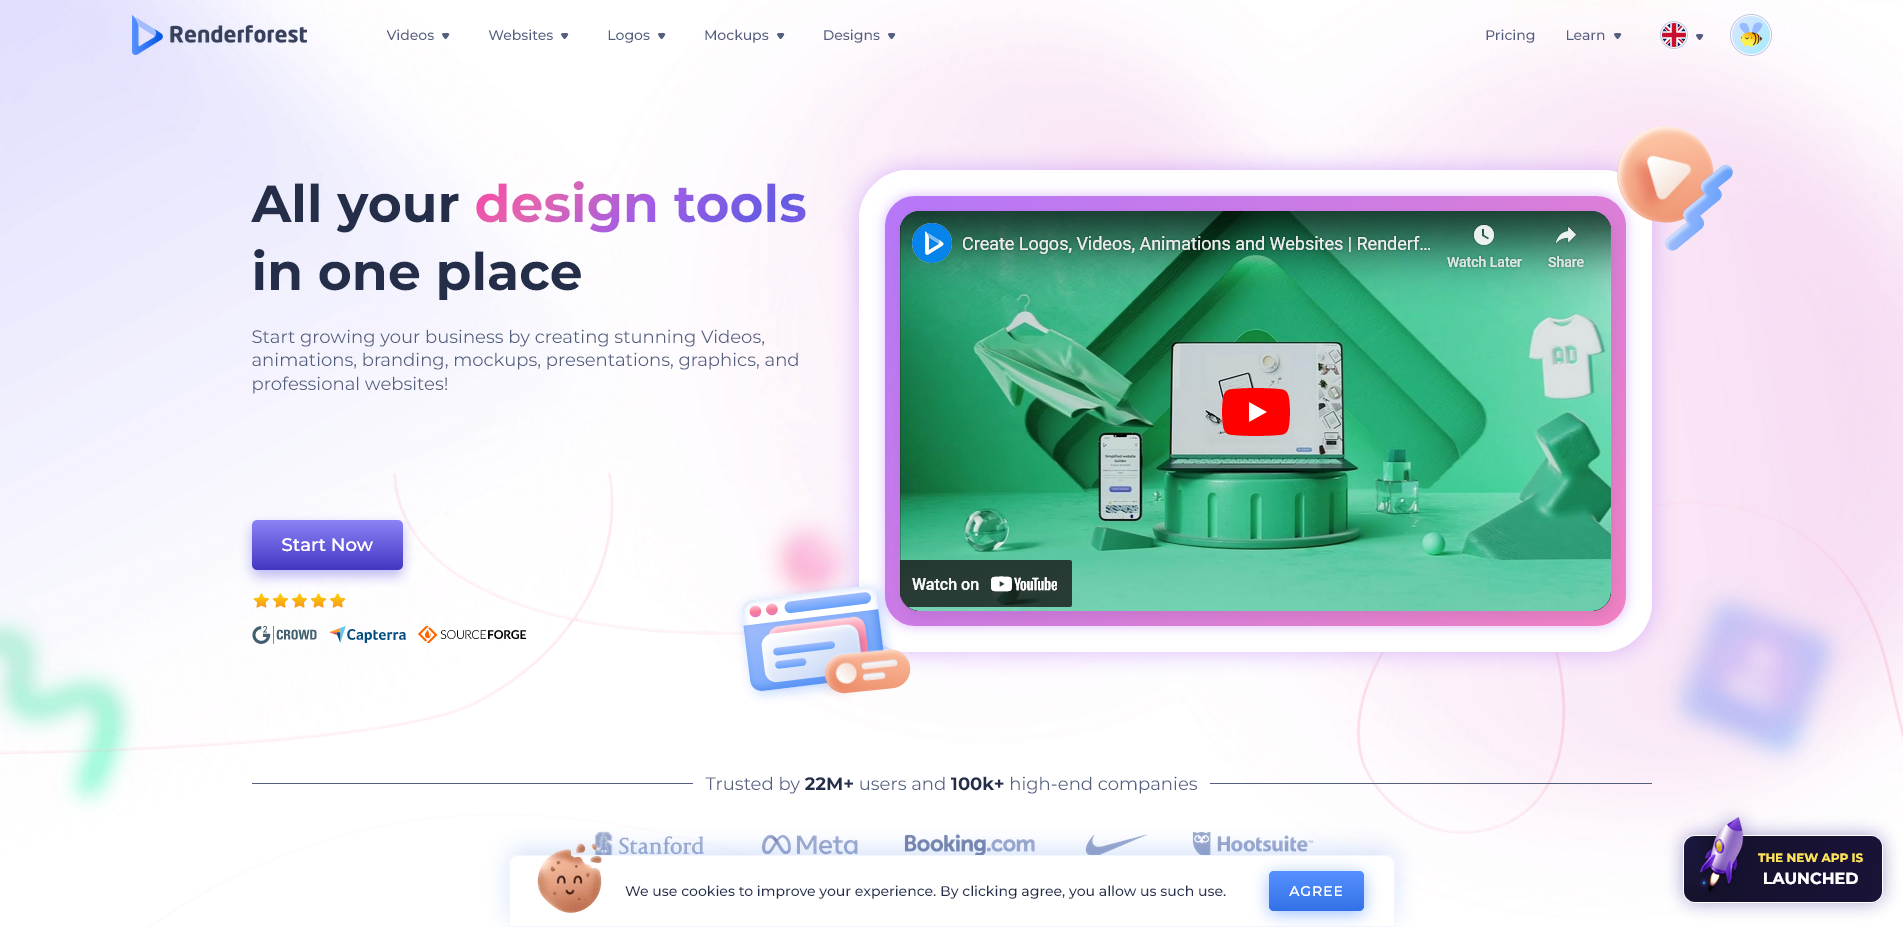 Renderforest
Videos
Websites
Logos
Mockups
Designs
Pricing
Learn
All your design tools
in one place
Start growing your business by creating stunning Videos,
animations, branding, mockups, presentations, graphics, and
professional websites!
Start Now
G2 CROWD
Capterra
SOURCEFORGE
Create Logos, Videos, Animations and Websites | Renderf...
Watch Later
Share
AD
Watch on YouTube
Trusted by 22M+ users and 100k+ high-end companies
Stanford
Meta
Booking.com
Hootsuite™
We use cookies to improve your experience. By clicking agree, you allow us such use.
AGREE
THE NEW APP IS
LAUNCHED